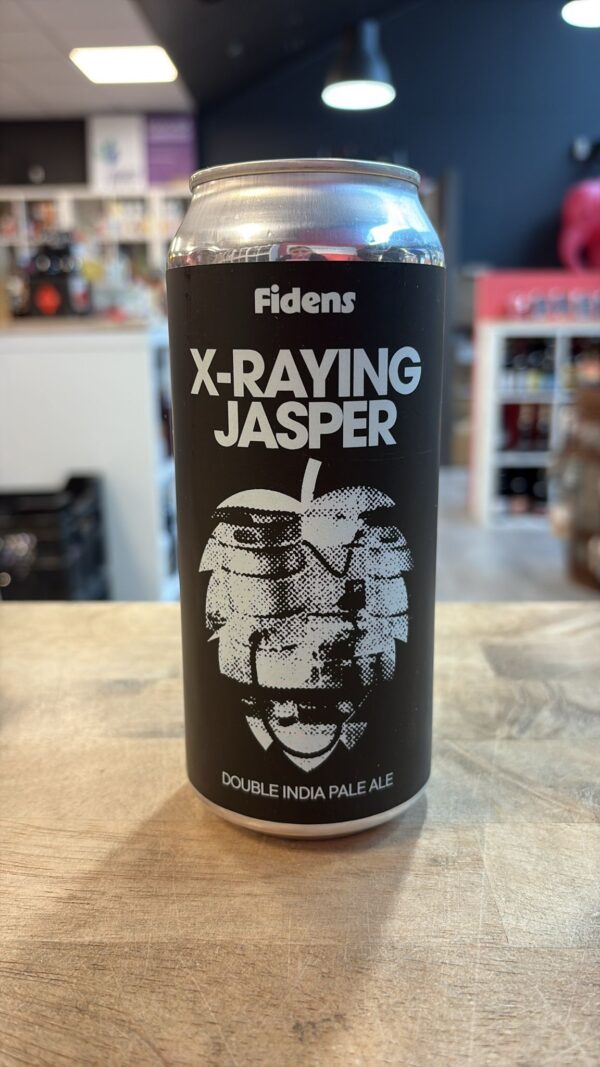 Fidens
X-RAYING
JASPER
DOUBLE INDIA PALE ALE